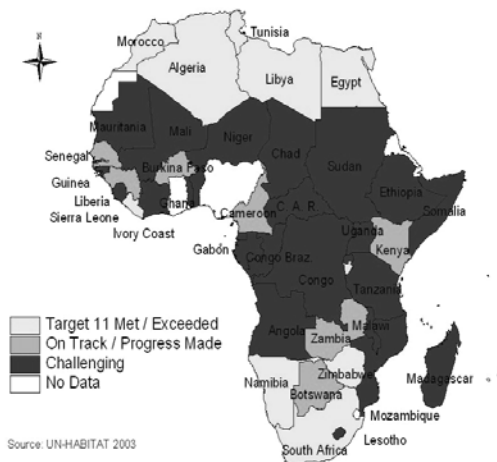 N
Tunisia
Morocco
Algeria
Libya
Egypt
Mauritania
Mali
Niger
Chad
Sudan
Senegal
Burkina Faso
Guinea
Ethiopia
Liberia
Ghana
Sierra Leone
Ivory Coast
Cameroon
C. A. R.
Somalia
Uganda
Kenya
Gabón
Congo Braz.
Congo
Tanzania
Target 11 Met / Exceeded
On Track / Progress Made
Challenging
No Data
Angola
Malawi
Zambia
Zimbabwe
Namibia
Botswana
Madagascar
Mozambique
Lesotho
South Africa
Source: UN-HABITAT 2003